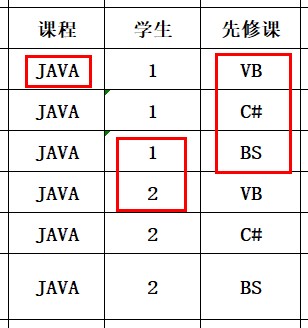 课程 学生 先修课
JAVA 1 VB
JAVA 1 C#
JAVA 1 BS
JAVA 2 VB
JAVA 2 C#
JAVA 2 BS